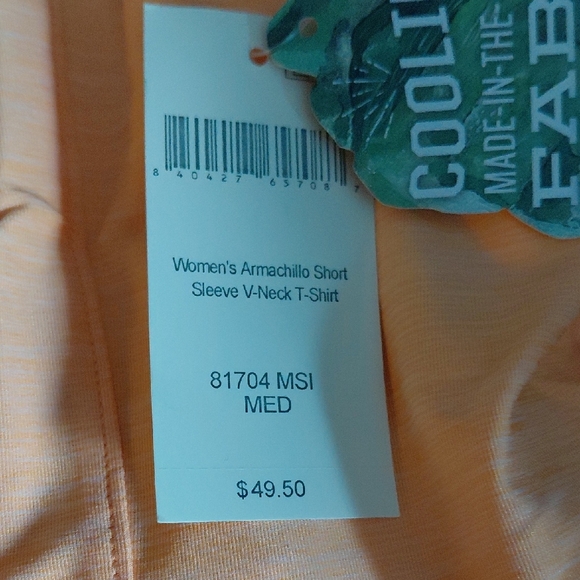 8 40427 65708 7
Women's Armachillo Short
Sleeve V-Neck T-Shirt
81704 MSI
MED
$49.50
COOLI
MADE-IN-THE-
FAB